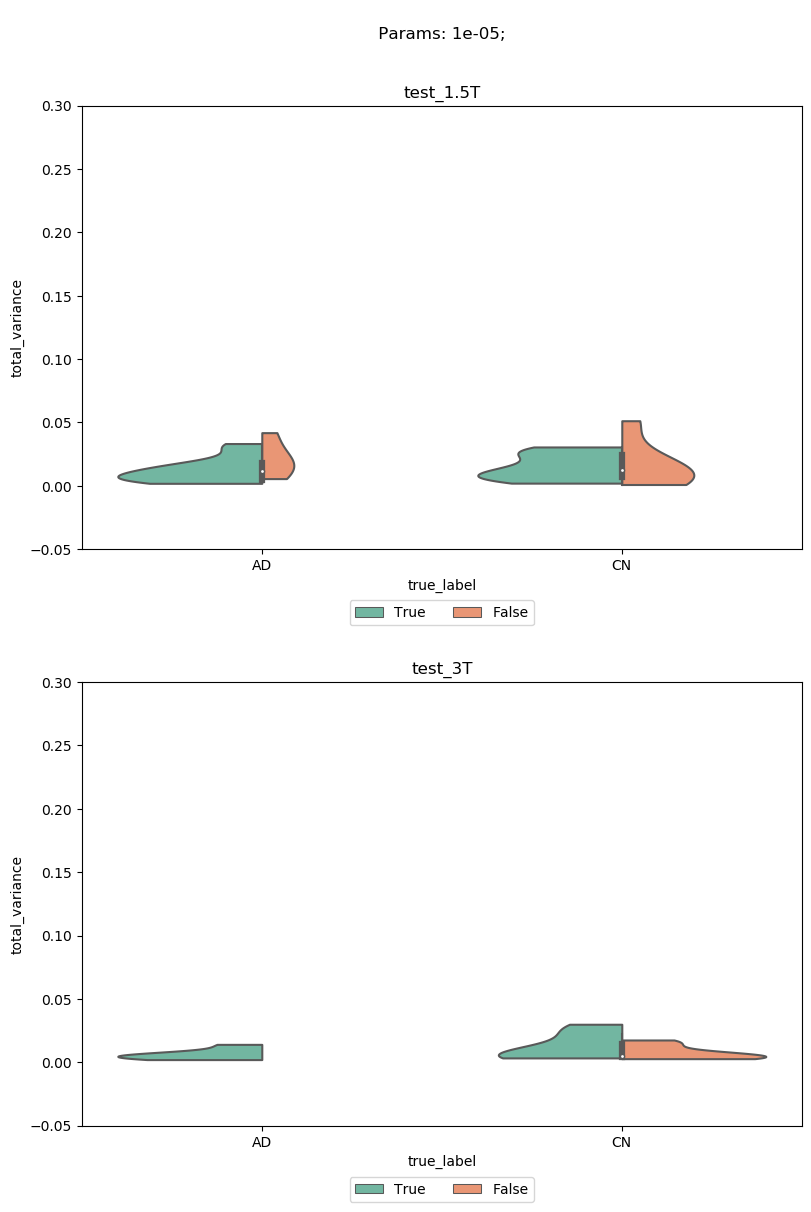 Params: 1e-05;
test_1.5T
0.30
0.25
0.20
0.15
0.10
0.05
0.00
−0.05
total_variance
AD CN
true_label
True False
test_3T
0.30
0.25
0.20
0.15
0.10
0.05
0.00
−0.05
total_variance
AD CN
true_label
True False